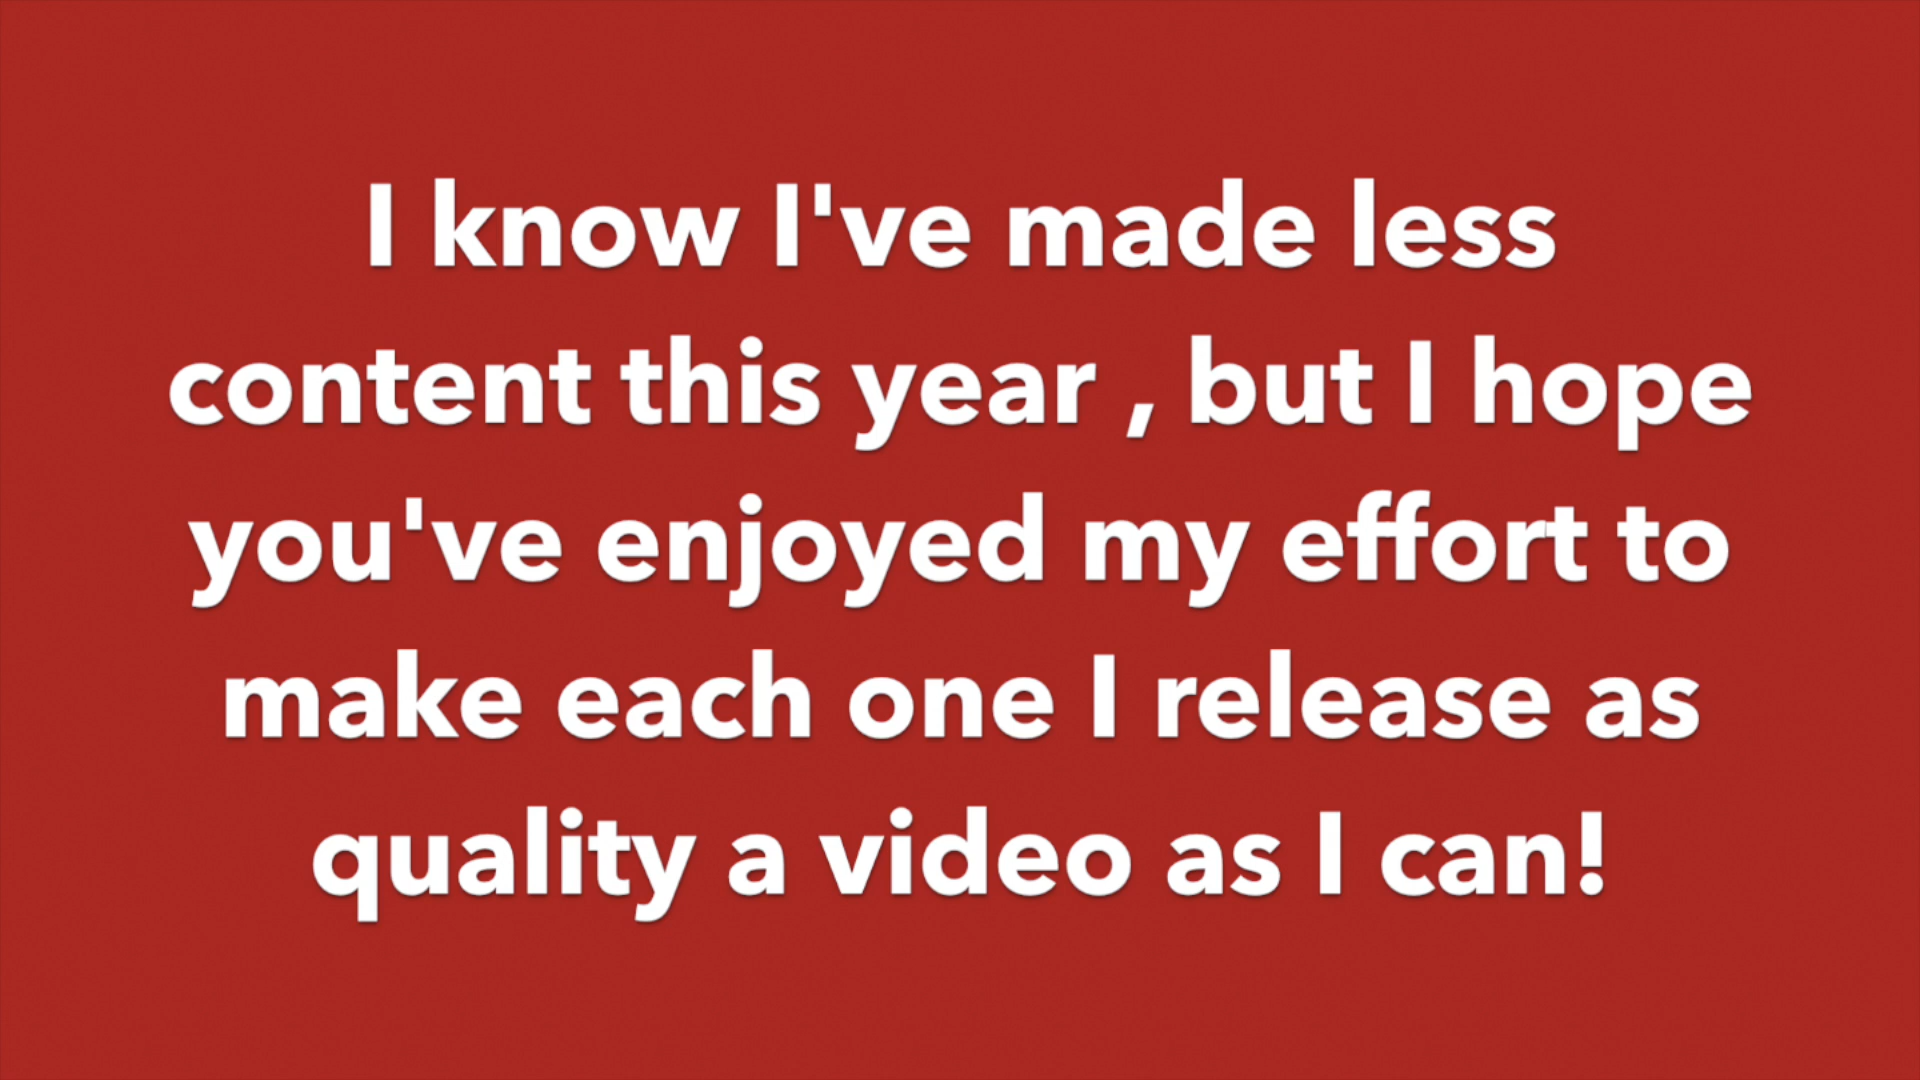 I know I've made less
content this year , but I hope
you've enjoyed my effort to
make each one I release as
quality a video as I can!